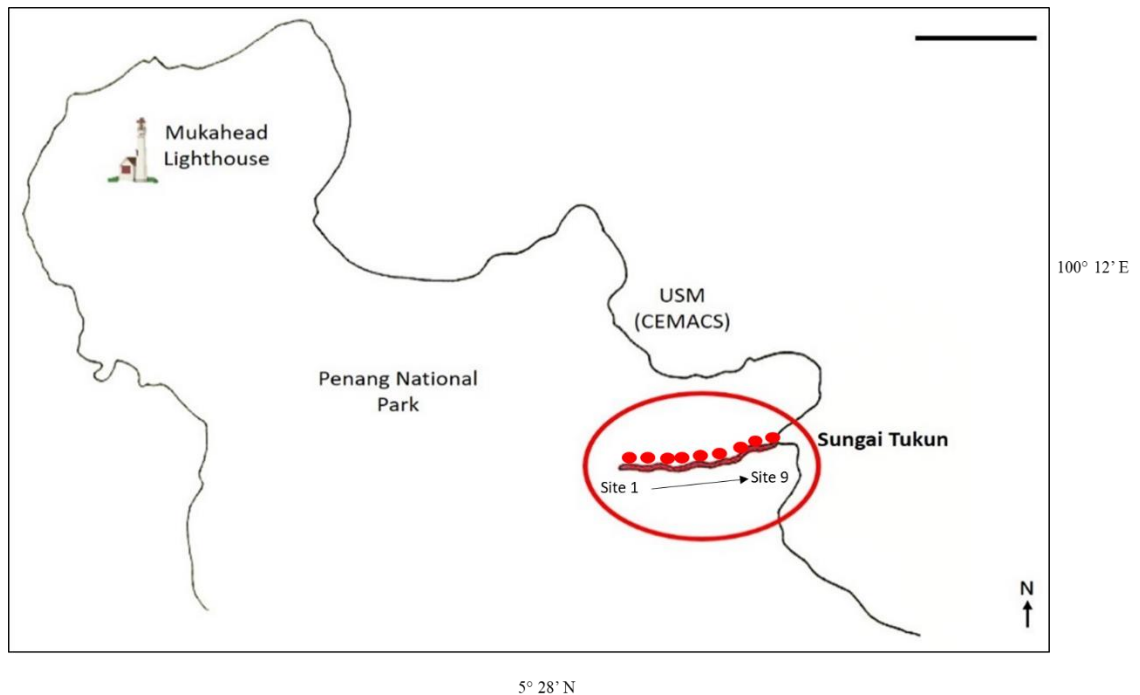 Mukahead
Lighthouse
100° 12’ E
USM
(CEMACS)
Penang National
Park
Sungai Tukun
Site 1
Site 9
N
5° 28’ N